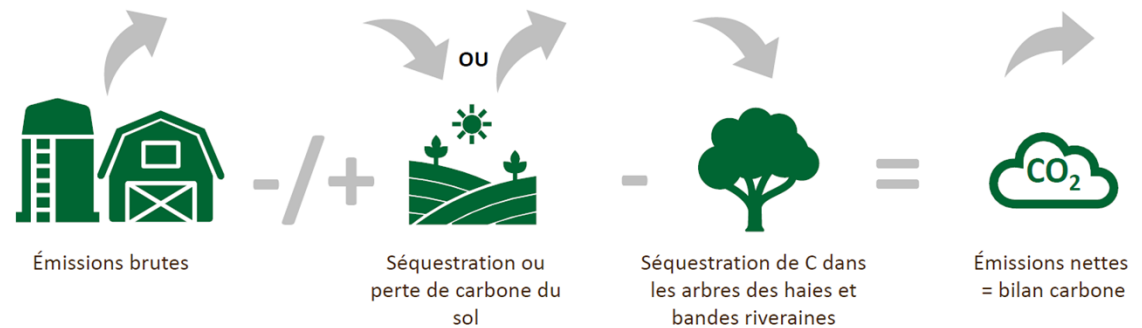 OU
-/+
-
=
CO₂
Émissions brutes
Séquestration ou
perte de carbone du
sol
Séquestration de C dans
les arbres des haies et
bandes riveraines
Émissions nettes
= bilan carbone